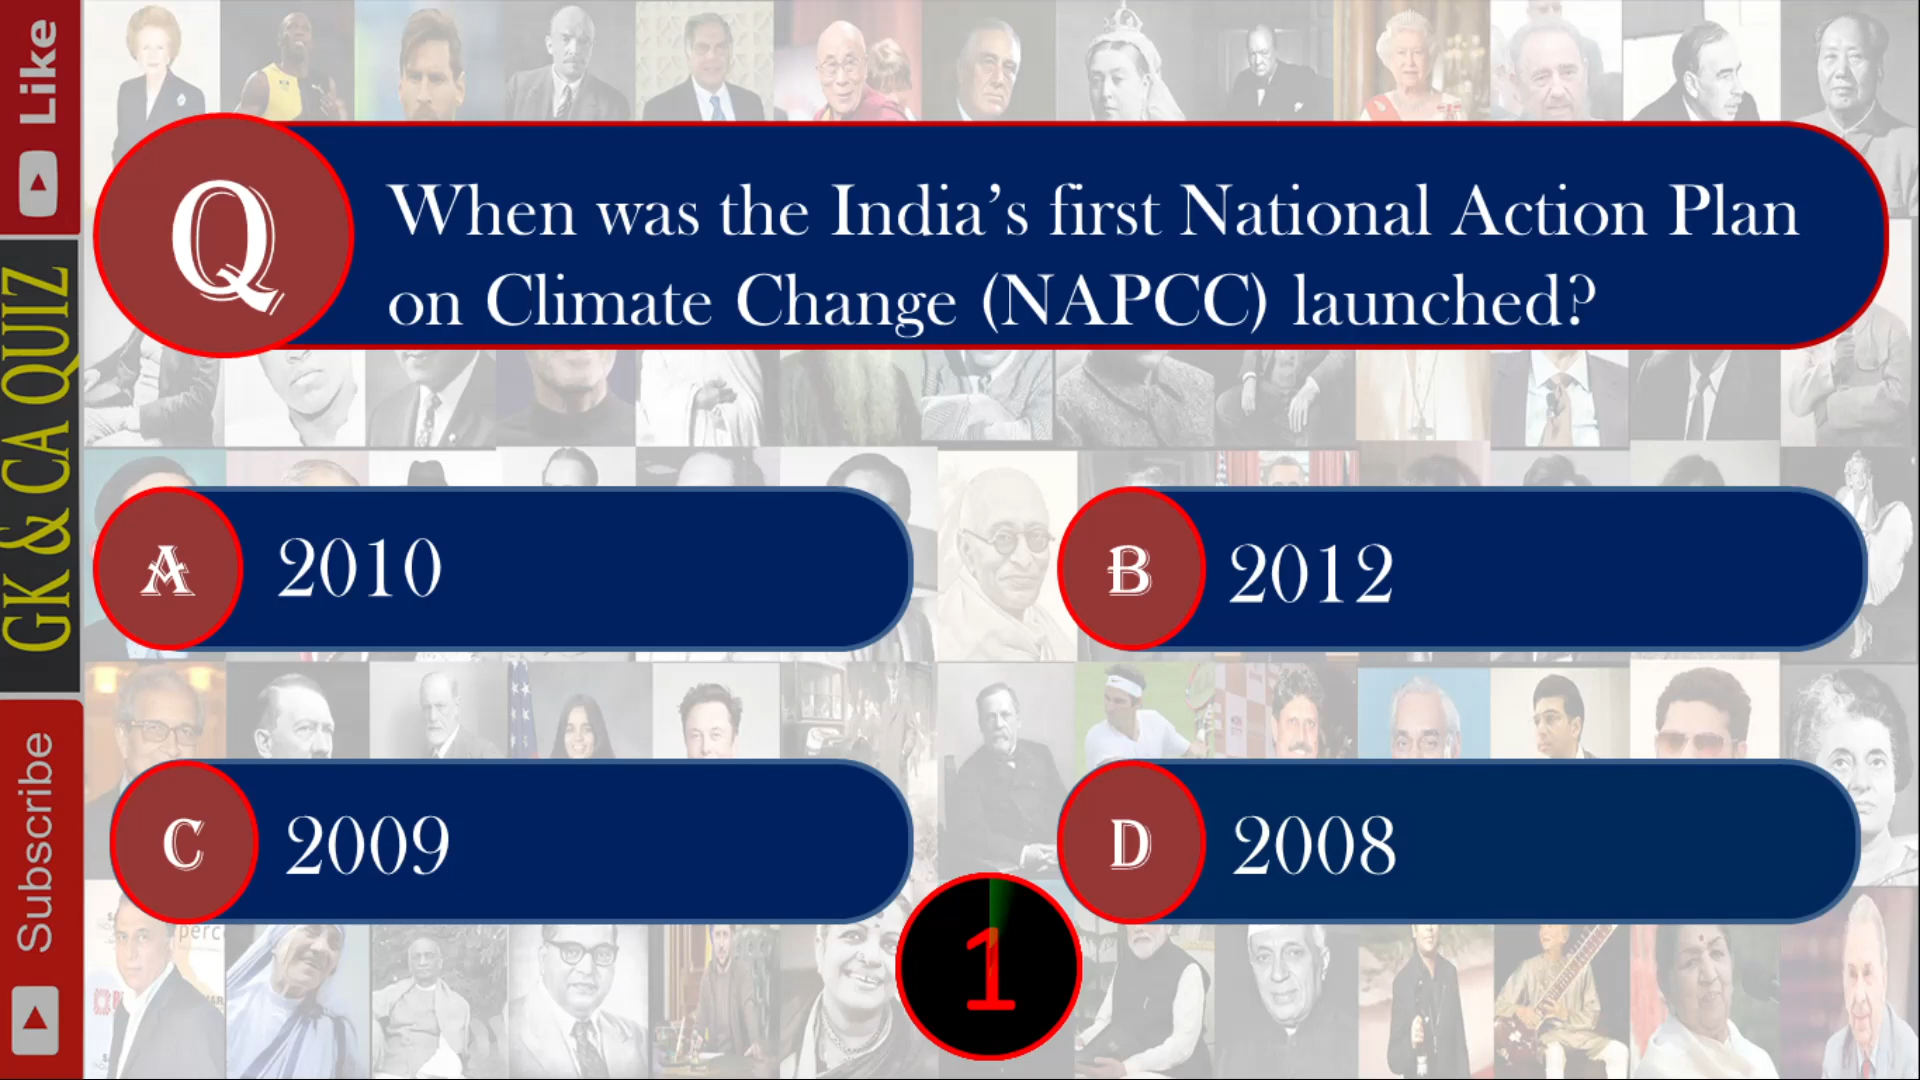 Like
GK & CA QUIZ
Subscribe
Q
When was the India’s first National Action Plan
on Climate Change (NAPCC) launched?
A
2010
B
2012
C
2009
D
2008
1
perc